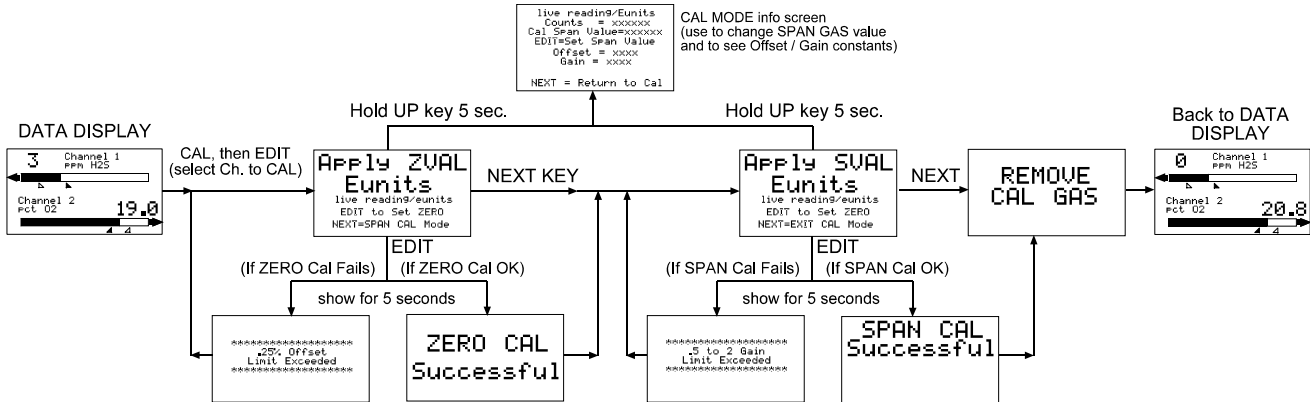 live reading/Eunits
Counts = xxxxxx
Cal Span Value=xxxxxx
EDIT=Set Span Value
Offset = xxxx
Gain = xxxx
NEXT = Return to Cal
CAL MODE info screen
(use to change SPAN GAS value
and to see Offset / Gain constants)
Hold UP key 5 sec.
Hold UP key 5 sec.
DATA DISPLAY
3
Channel 1
ppm H2S
Channel 2
pct O2
19.0
CAL, then EDIT
(select Ch. to CAL)
Apply ZVAL
Eunits
live reading/eunits
EDIT to Set ZERO
NEXT=SPAN CAL Mode
NEXT KEY
Apply SVAL
Eunits
live reading/eunits
EDIT to Set ZERO
NEXT=EXIT CAL Mode
NEXT
REMOVE
CAL GAS
Back to DATA
DISPLAY
0
Channel 1
ppm H2S
Channel 2
pct O2
20.8
EDIT
(If ZERO Cal Fails)
(If ZERO Cal OK)
show for 5 seconds
*******************
.25% Offset
Limit Exceeded
*******************
ZERO CAL
Successful
EDIT
(If SPAN Cal Fails)
(If SPAN Cal OK)
show for 5 seconds
*******************
.5 to 2 Gain
Limit Exceeded
*******************
SPAN CAL
Successful